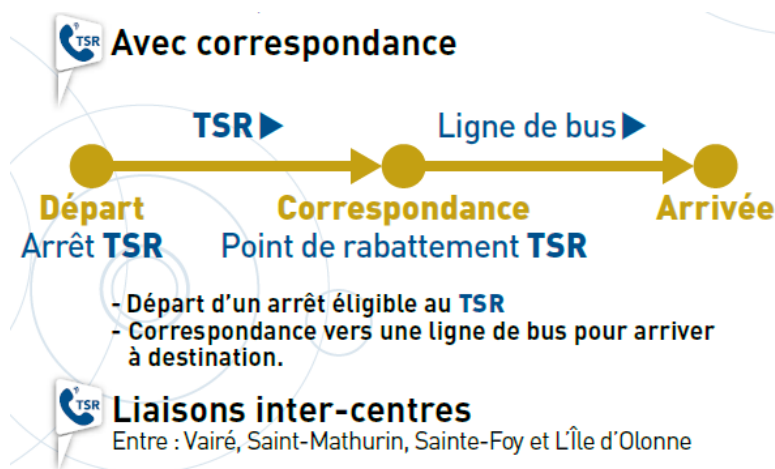 TSR
Avec correspondance
TSR ▶ Ligne de bus ▶
Départ Correspondance Arrivée
Arrêt TSR Point de rabattement TSR
- Départ d'un arrêt éligible au TSR
- Correspondance vers une ligne de bus pour arriver
à destination.
TSR
Liaisons inter-centres
Entre : Vairé, Saint-Mathurin, Sainte-Foy et L'Île d'Olonne